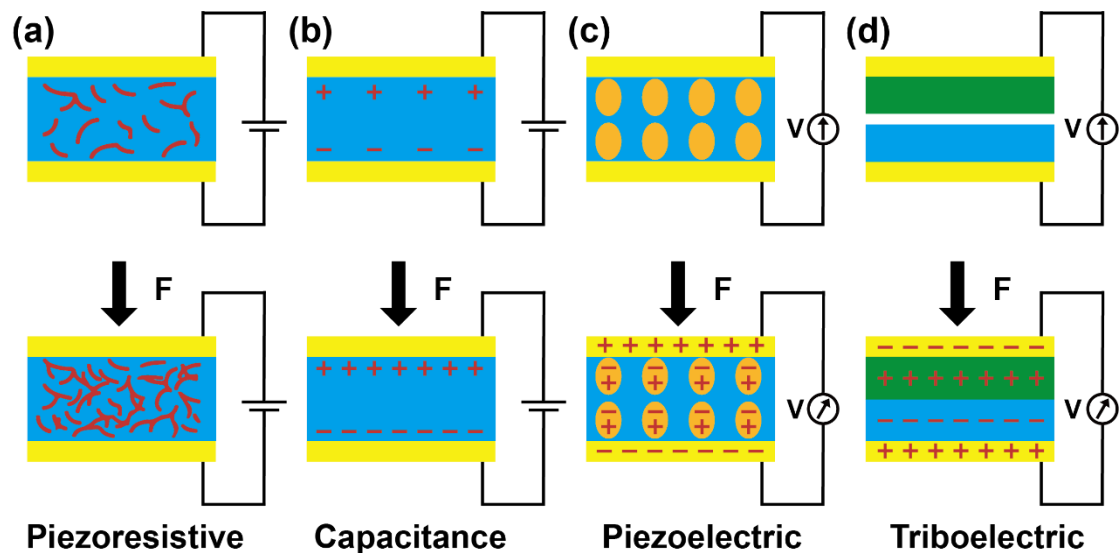 (a) (b) (c) (d)
+ + + +
− − − −
V V
F F F F
+ + + + + + + − − − − − − −
+ + + + + + + − − − − + + + + + + +
+ + + +
V V
− − − −
+ + + + − − − − − − −
− − − − − − − − − − − − − − + + + + + + +
Piezoresistive Capacitance Piezoelectric Triboelectric